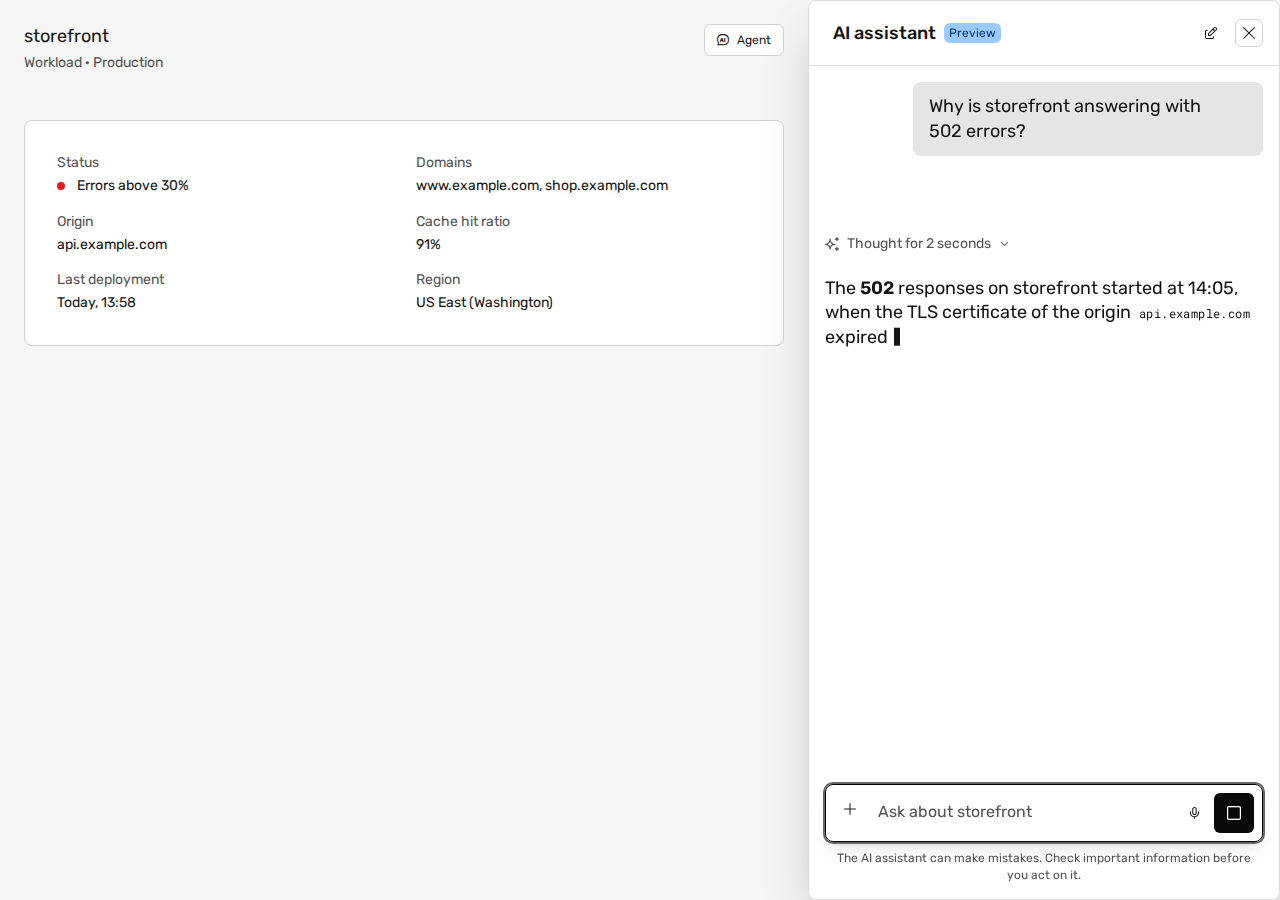 storefront
Workload • Production
Agent
Status
Errors above 30%
Domains
www.example.com, shop.example.com
Origin
api.example.com
Cache hit ratio
91%
Last deployment
Today, 13:58
Region
US East (Washington)
AI assistant
Preview
Why is storefront answering with
502 errors?
Thought for 2 seconds
The 502 responses on storefront started at 14:05,
when the TLS certificate of the origin api.example.com
expired
Ask about storefront
The AI assistant can make mistakes. Check important information before
you act on it.